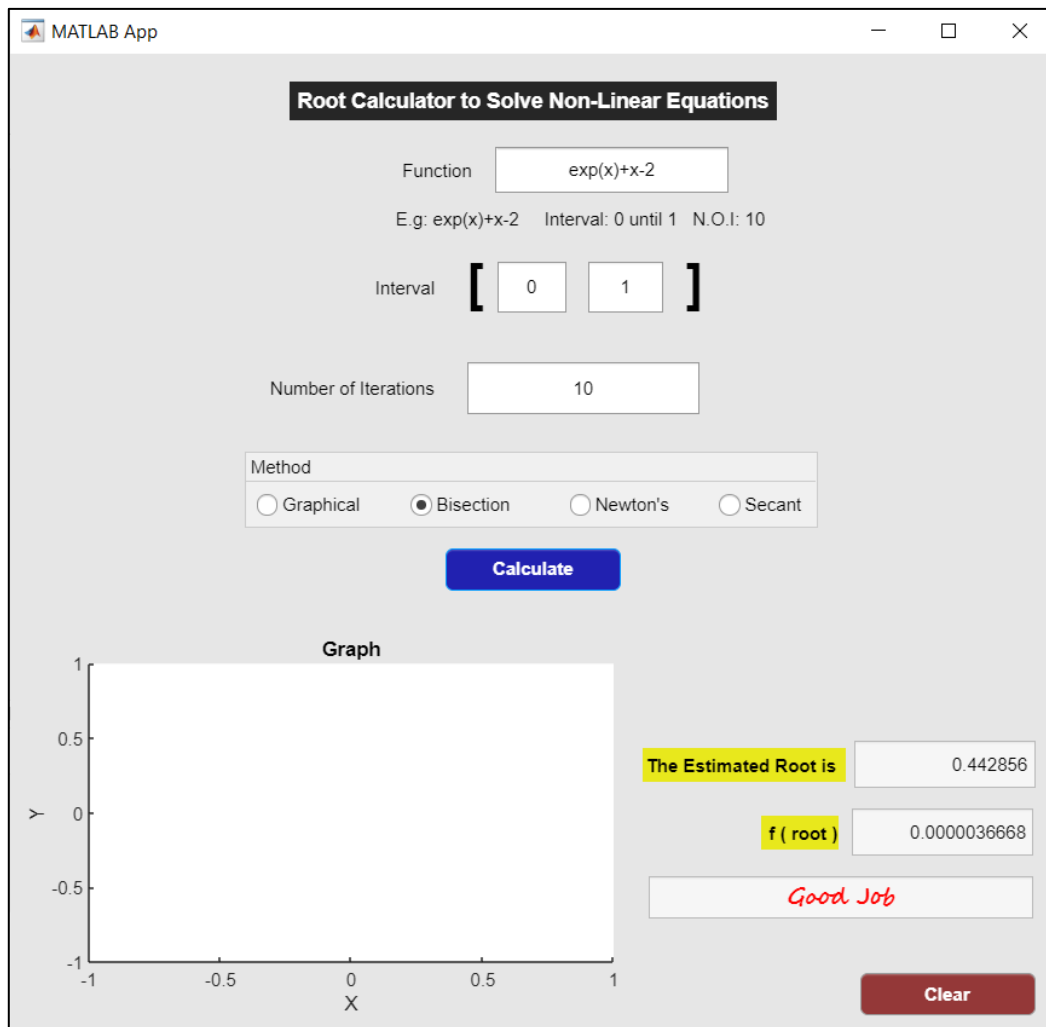 MATLAB App
Root Calculator to Solve Non-Linear Equations
Function exp(x)+x-2
E.g: exp(x)+x-2 Interval: 0 until 1 N.O.I: 10
Interval [ 0 1 ]
Number of Iterations 10
Method
Graphical Bisection Newton's Secant
Calculate
Graph
1
0.5
0
-0.5
-1
Y
-1 -0.5 0 0.5 1
X
The Estimated Root is 0.442856
f ( root ) 0.0000036668
Good Job
Clear